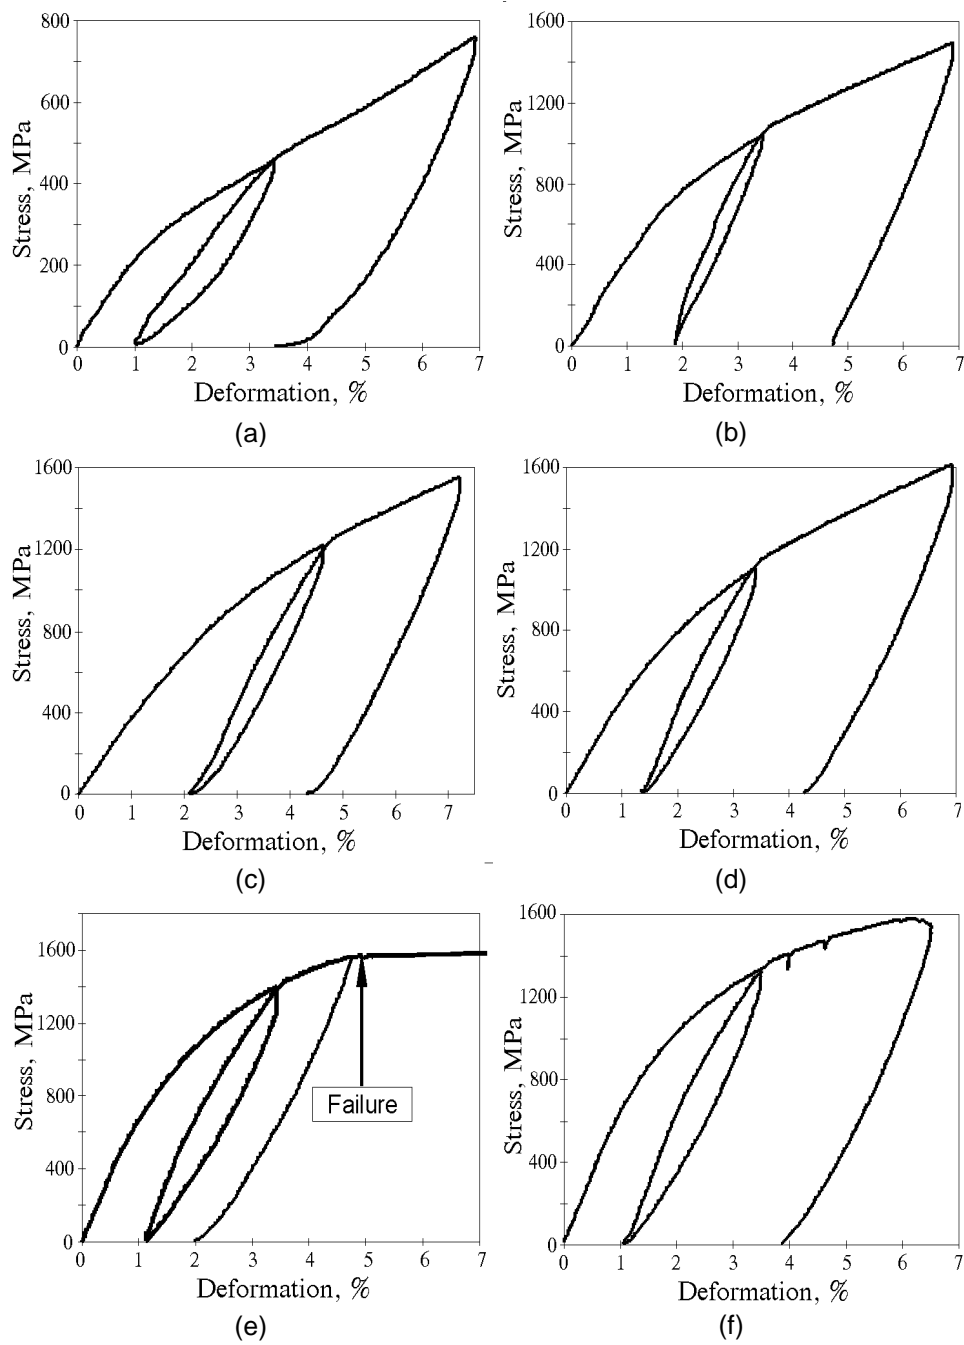 800
600
400
200
0
Stress, MPa
0 1 2 3 4 5 6 7
Deformation, %
(a)
1600
1200
800
400
0
Stress, MPa
0 1 2 3 4 5 6 7
Deformation, %
(b)
1600
1200
800
400
0
Stress, MPa
0 1 2 3 4 5 6 7
Deformation, %
(c)
1600
1200
800
400
0
Stress, MPa
0 1 2 3 4 5 6 7
Deformation, %
(d)
1600
1200
800
400
0
Stress, MPa
Failure
0 1 2 3 4 5 6 7
Deformation, %
(e)
1600
1200
800
400
0
Stress, MPa
0 1 2 3 4 5 6 7
Deformation, %
(f)